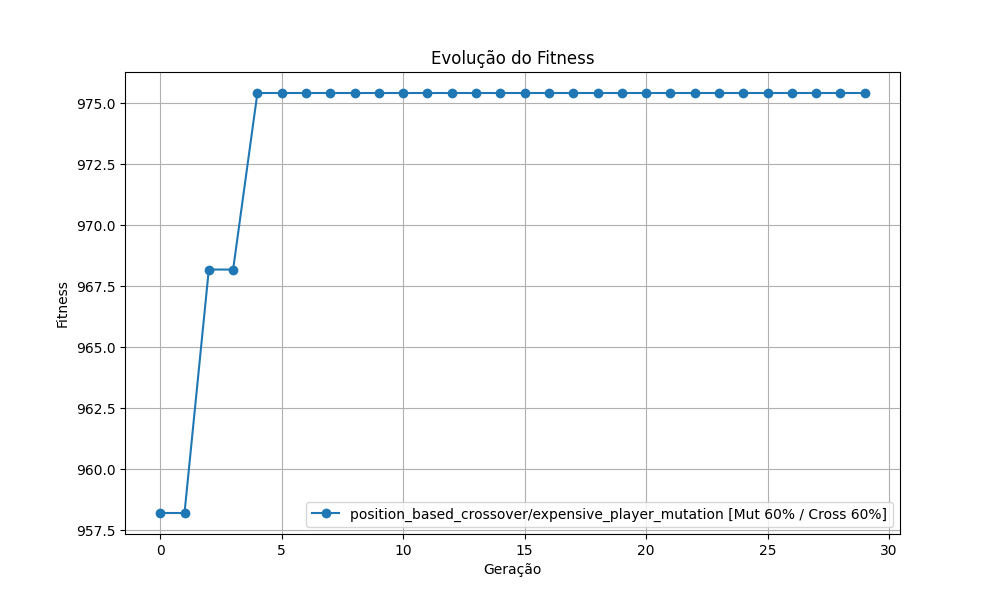 Evolução do Fitness
Fitness
975.0
972.5
970.0
967.5
965.0
962.5
960.0
957.5
position_based_crossover/expensive_player_mutation [Mut 60% / Cross 60%]
0 5 10 15 20 25 30
Geração